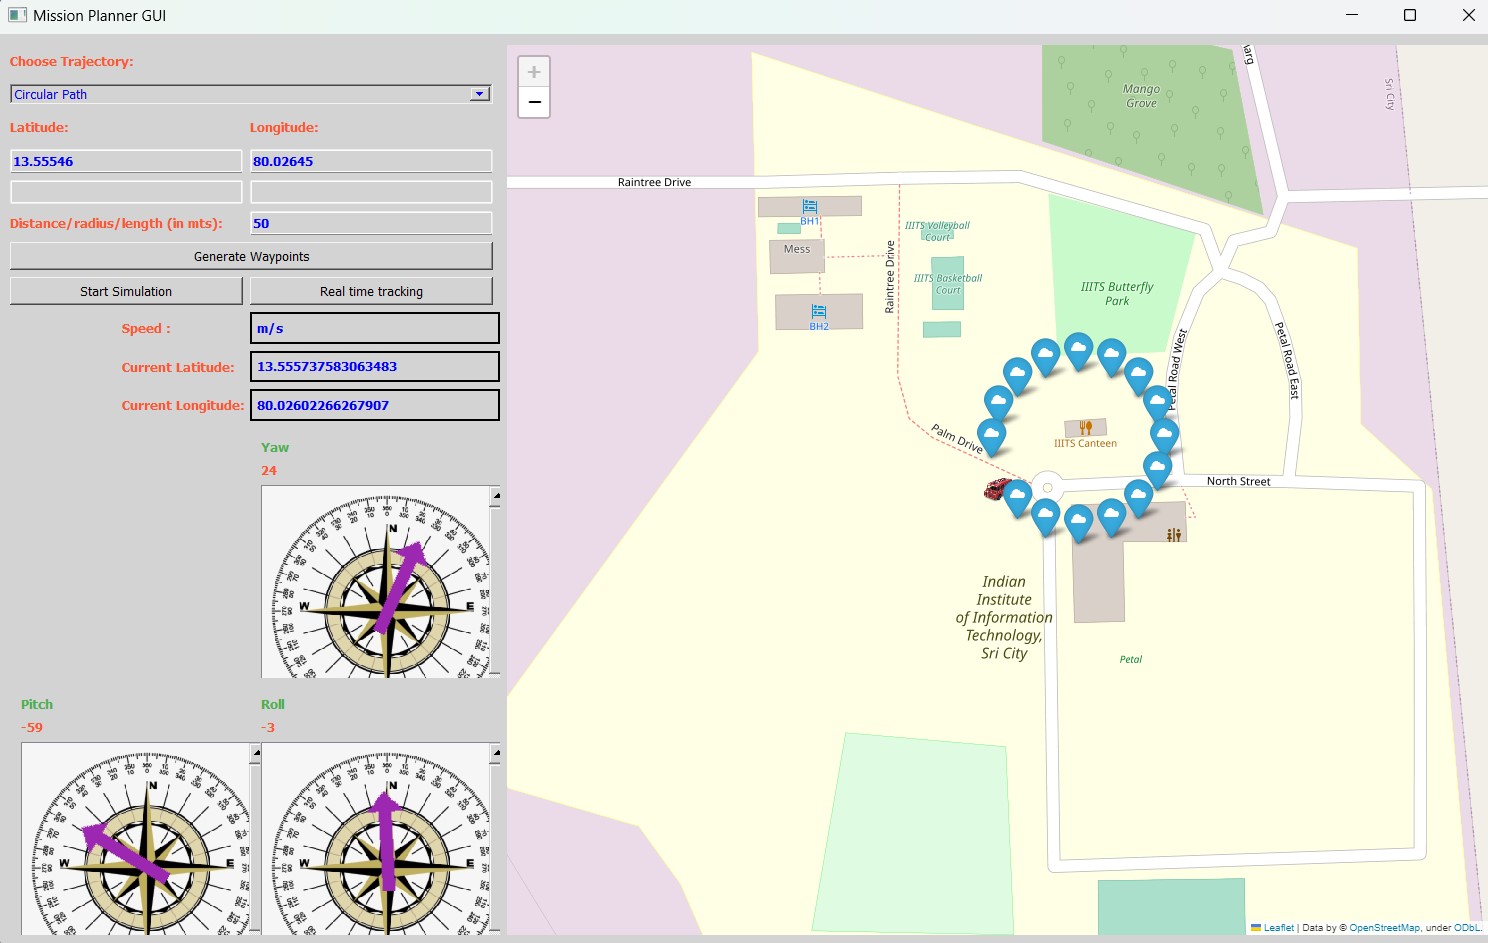 Mission Planner GUI
Choose Trajectory:
Circular Path
Latitude:
Longitude:
13.55546
80.02645
Distance/radius/length (in mts):
50
Generate Waypoints
Start Simulation
Real time tracking
Speed :
m/s
Current Latitude:
13.555737583063483
Current Longitude:
80.02602266267907
Yaw
24
N
W
E
Pitch
-59
N
W
E
Roll
-3
N
W
E
+
−
arg
Mango
Grove
Sri City
Raintree Drive
BH1
Mess
BH2
Raintree Drive
IIITS Volleyball
Court
IIITS Basketball
Court
IIITS Butterfly
Park
Petal Road West
Petal Road East
Palm Drive
IIITS Canteen
North Street
Indian
Institute
of Information
Technology,
Sri City
Petal
Leaflet | Data by © OpenStreetMap, under ODbL.